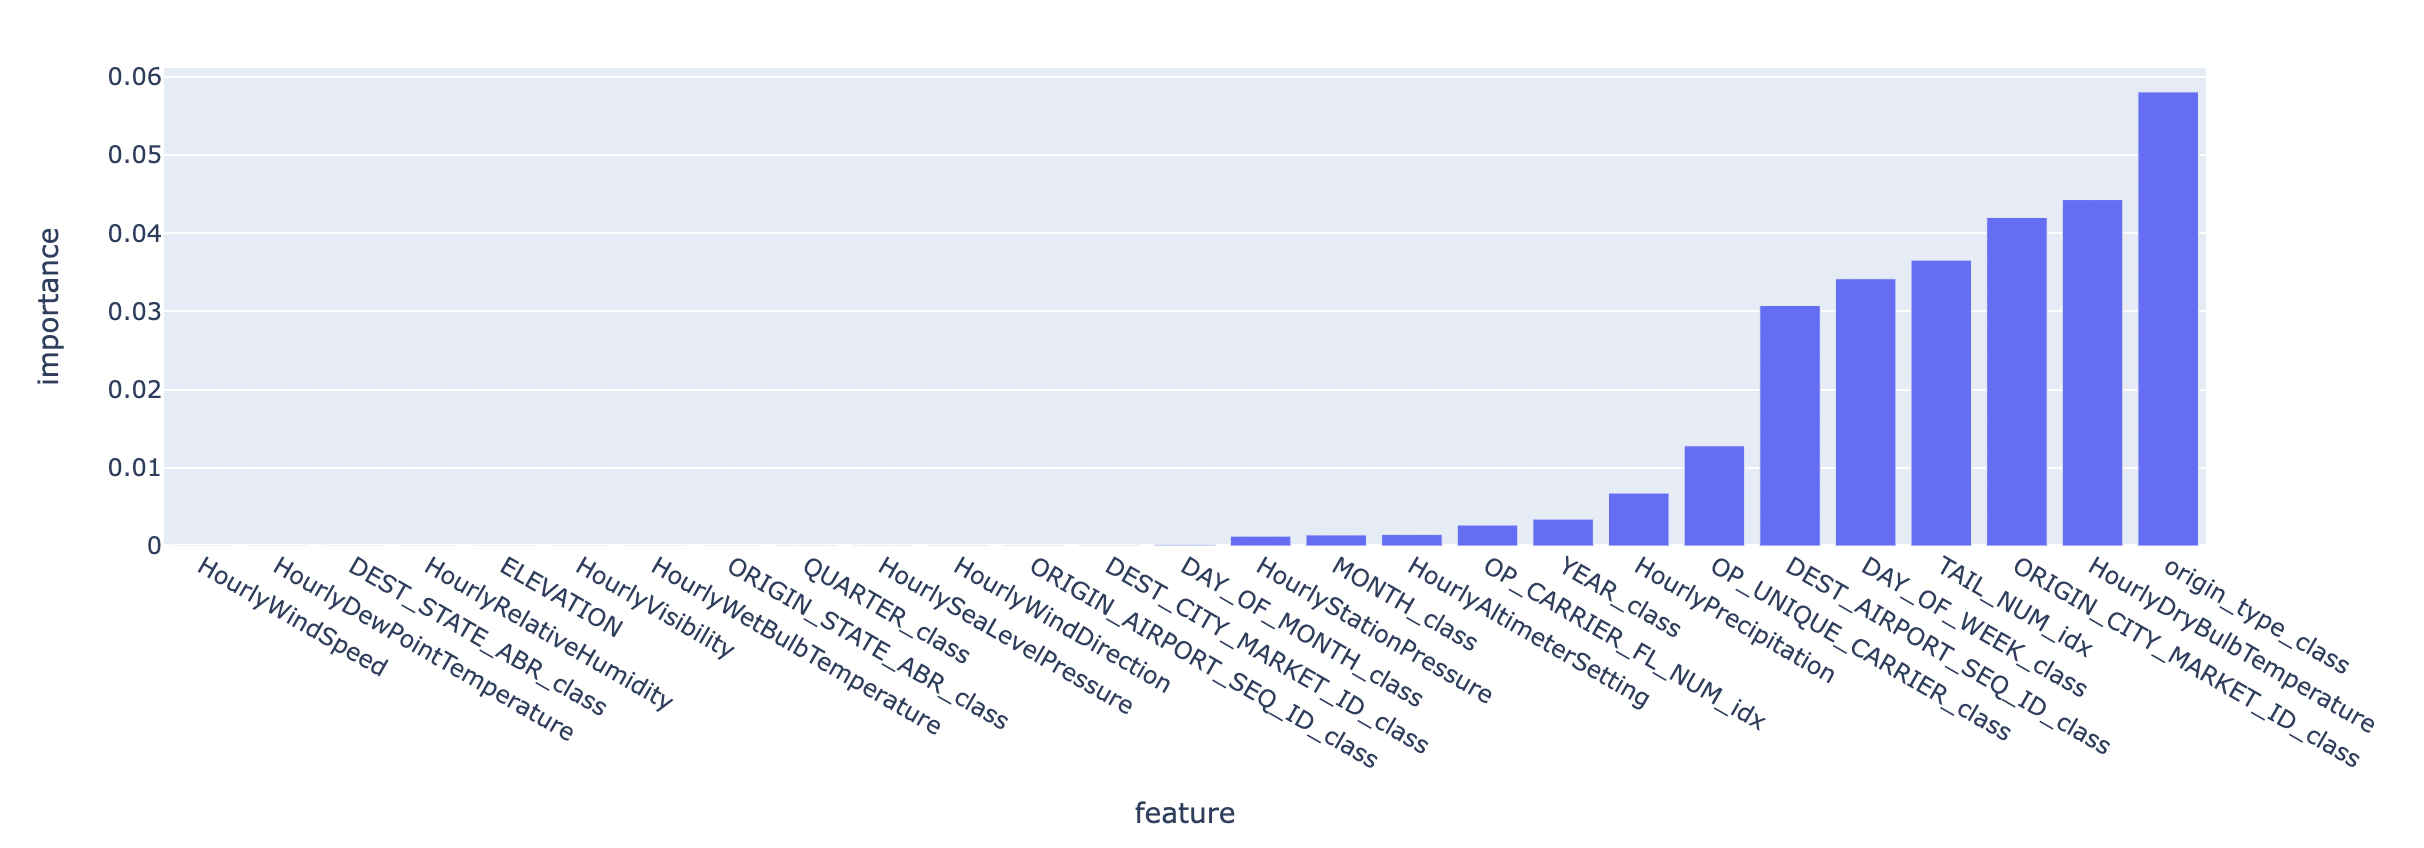 0.06
0.05
0.04
0.03
0.02
0.01
0
importance
HourlyWindSpeed
HourlyDewPointTemperature
DEST_STATE_ABR_class
HourlyRelativeHumidity
ELEVATION
HourlyVisibility
HourlyWetBulbTemperature
ORIGIN_STATE_ABR_class
QUARTER_class
HourlySeaLevelPressure
HourlyWindDirection
ORIGIN_AIRPORT_SEQ_ID_class
DEST_CITY_MARKET_ID_class
DAY_OF_MONTH_class
HourlyStationPressure
MONTH_class
HourlyAltimeterSetting
OP_CARRIER_FL_NUM_idx
YEAR_class
HourlyPrecipitation
OP_UNIQUE_CARRIER_class
DEST_AIRPORT_SEQ_ID_class
DAY_OF_WEEK_class
TAIL_NUM_idx
ORIGIN_CITY_MARKET_ID_class
HourlyDryBulbTemperature
origin_type_class
feature